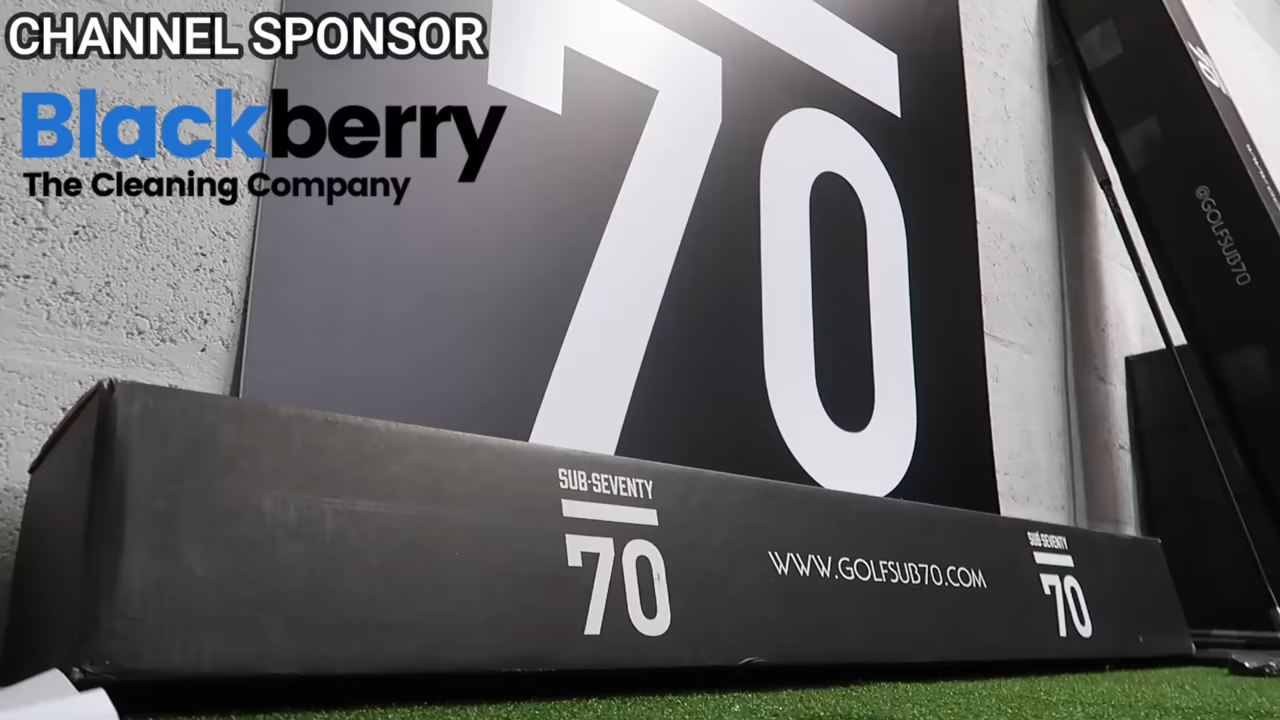 CHANNEL SPONSOR
Blackberry
The Cleaning Company
70
@GOLFSUB70
SUB-SEVENTY
70
WWW.GOLFSUB70.COM
SUB-SEVENTY
70